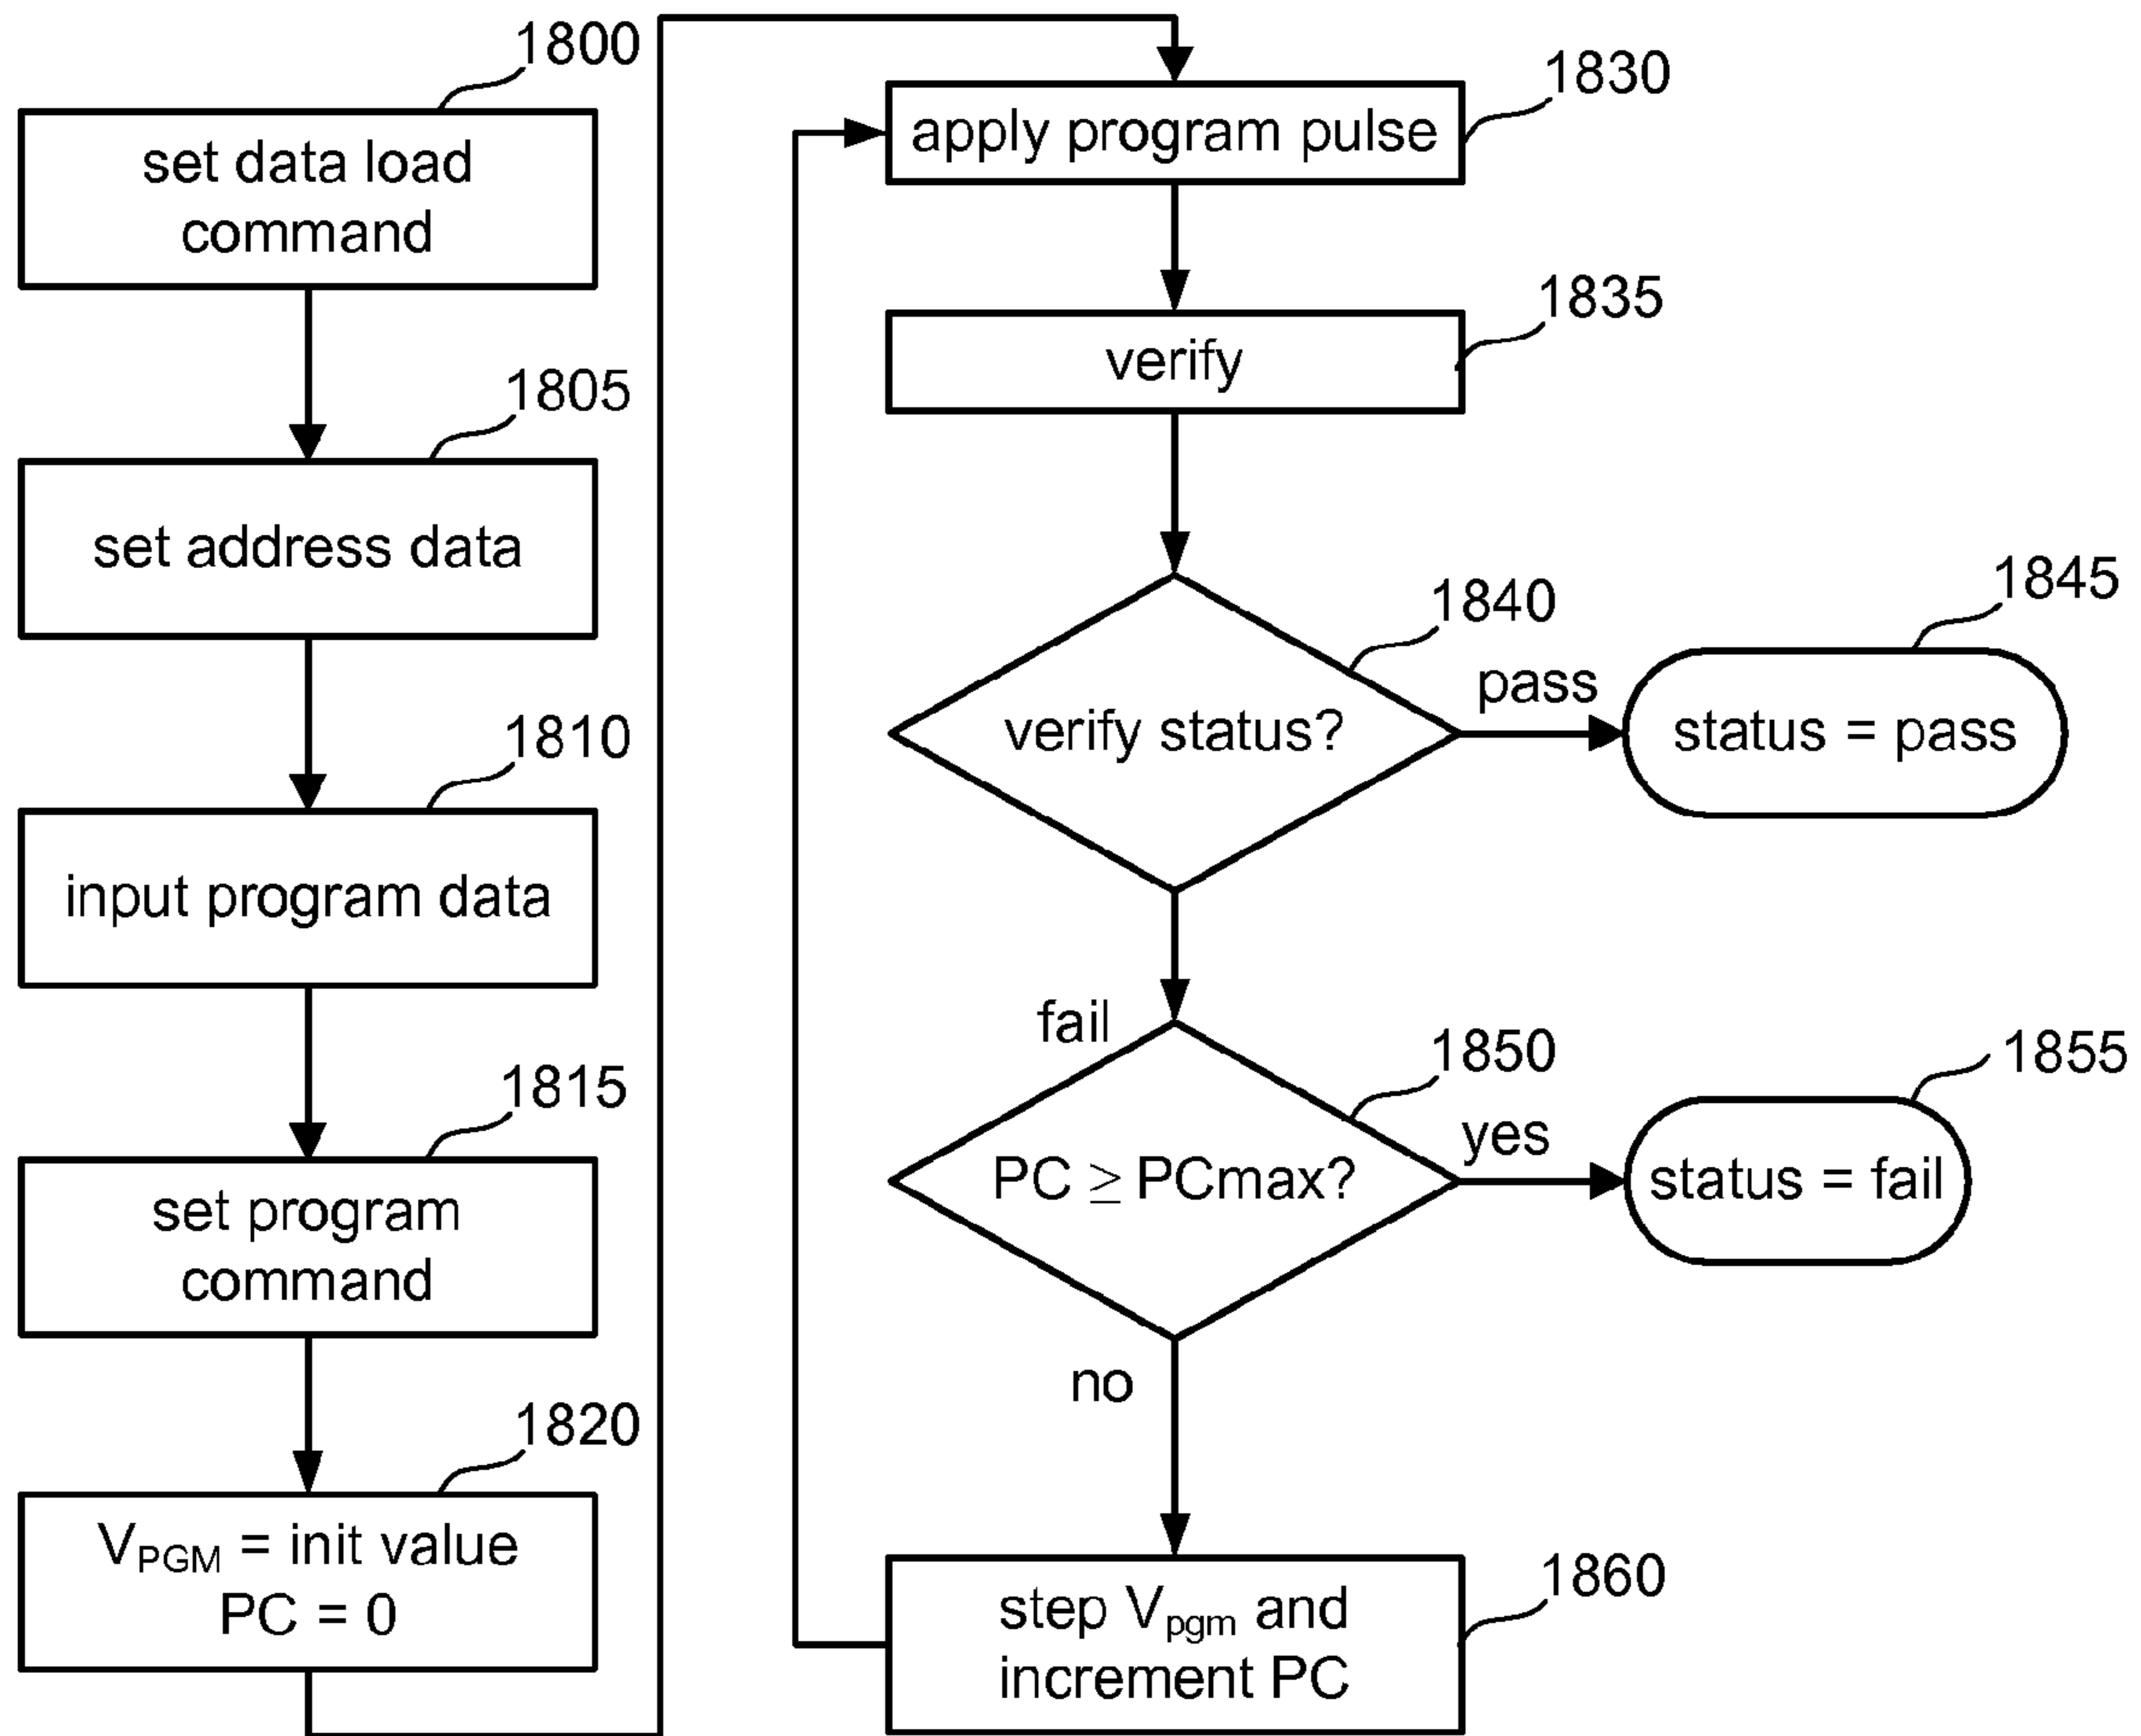 1800
set data load
command
1805
set address data
1810
input program data
1815
set program
command
1820
VPGM = init value
PC = 0
1830
apply program pulse
1835
verify
1840
verify status?
pass
1845
status = pass
fail
1850
PC ≥ PCmax?
yes
1855
status = fail
no
1860
step Vpgm and
increment PC